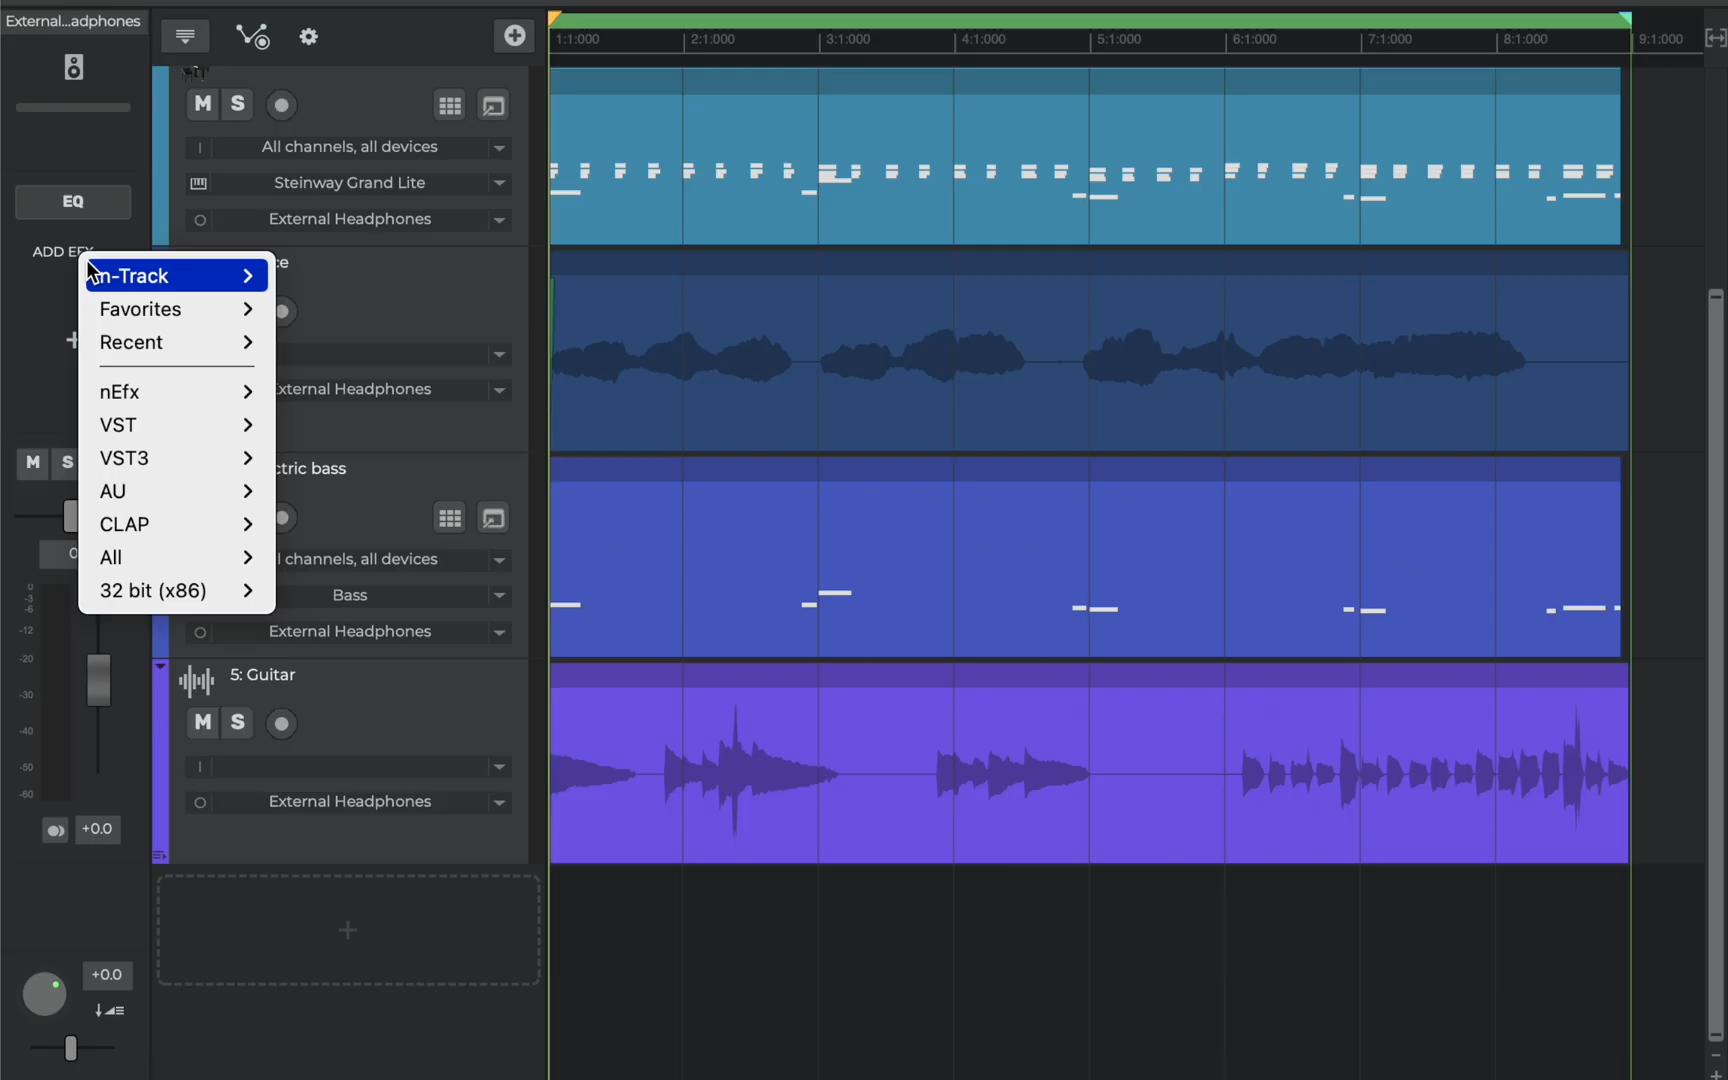 External...adphones
1:1:000
2:1:000
3:1:000
4:1:000
5:1:000
6:1:000
7:1:000
8:1:000
9:1:000
M S
All channels, all devices
Steinway Grand Lite
External Headphones
EQ
ADD EFX
n-Track
Favorites
Recent
nEfx
VST
VST3
AU
CLAP
All
32 bit (x86)
ce
External Headphones
M S
ctric bass
l channels, all devices
Bass
External Headphones
0
0
-3
-6
-12
-20
-30
-40
-50
-60
+0.0
5: Guitar
M S
External Headphones
+0.0